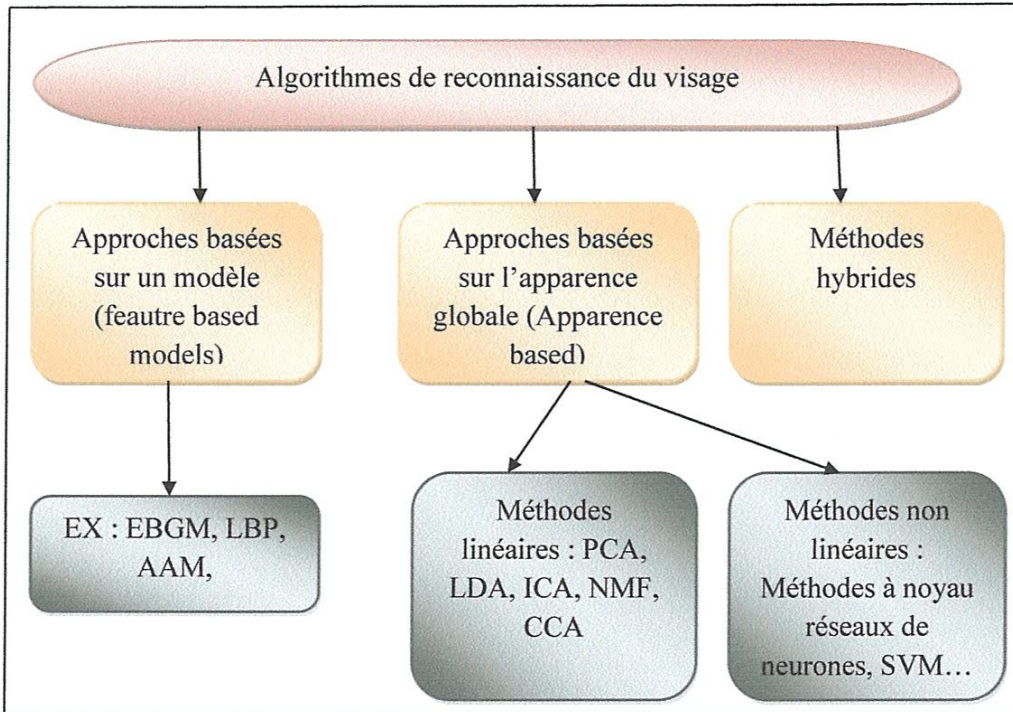 Algorithmes de reconnaissance du visage
Approches basées
sur un modèle
(feautre based
models)
Approches basées
sur l'apparence
globale (Apparence
based)
Méthodes
hybrides
EX : EBGM, LBP,
AAM,
Méthodes
linéaires : PCA,
LDA, ICA, NMF,
CCA
Méthodes non
linéaires :
Méthodes à noyau
réseaux de
neurones, SVM…